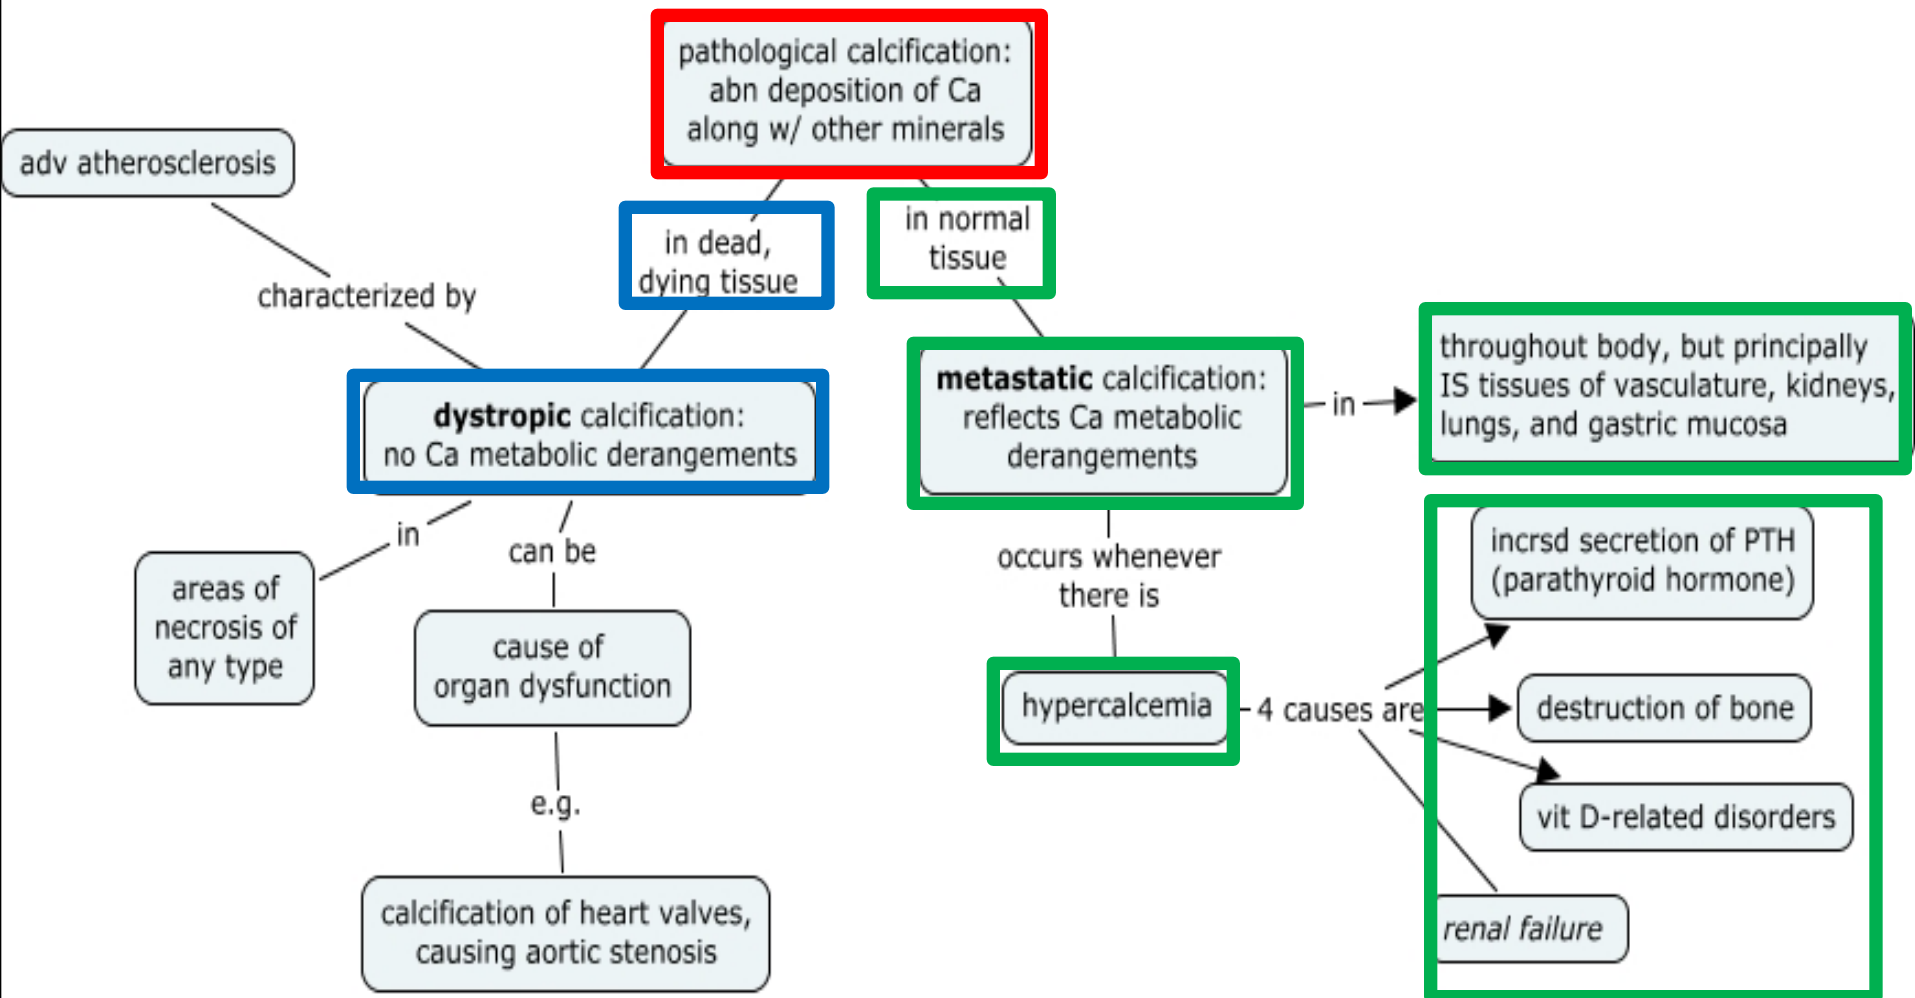 pathological calcification:
abn deposition of Ca
along w/ other minerals
adv atherosclerosis
characterized by
in dead,
dying tissue
in normal
tissue
dystropic calcification:
no Ca metabolic derangements
metastatic calcification:
reflects Ca metabolic
derangements
in
throughout body, but principally
IS tissues of vasculature, kidneys,
lungs, and gastric mucosa
in
areas of
necrosis of
any type
can be
cause of
organ dysfunction
e.g.
calcification of heart valves,
causing aortic stenosis
occurs whenever
there is
hypercalcemia
4 causes are
incrsd secretion of PTH
(parathyroid hormone)
destruction of bone
vit D-related disorders
renal failure